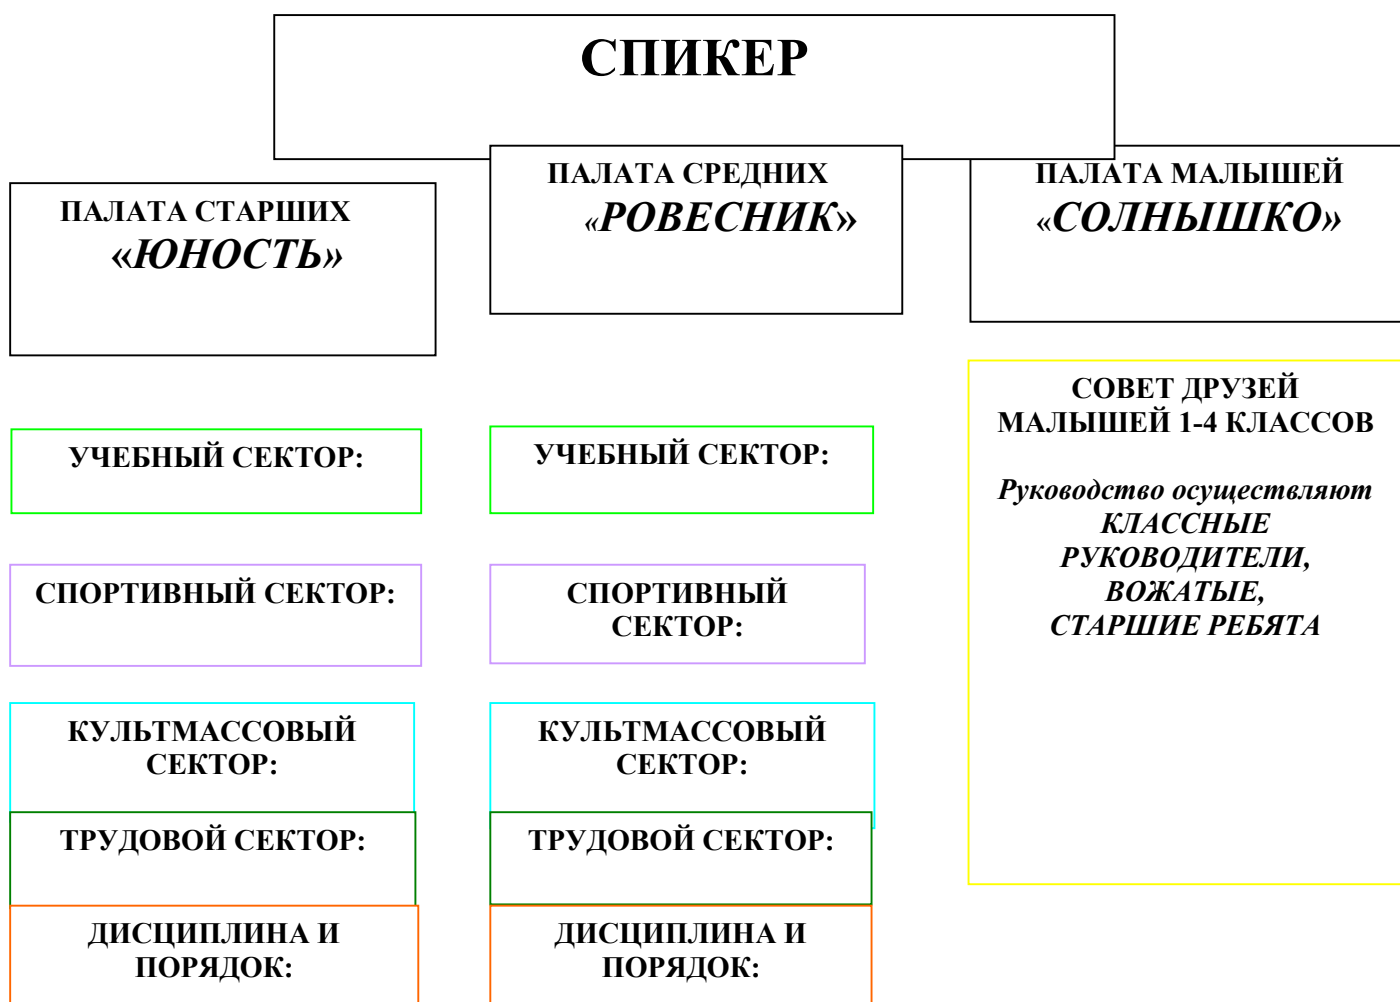 СПИКЕР
ПАЛАТА СТАРШИХ
«ЮНОСТЬ»
ПАЛАТА СРЕДНИХ
«РОВЕСНИК»
ПАЛАТА МАЛЫШЕЙ
«СОЛНЫШКО»
УЧЕБНЫЙ СЕКТОР:
СПОРТИВНЫЙ СЕКТОР:
КУЛЬТМАССОВЫЙ
СЕКТОР:
ТРУДОВОЙ СЕКТОР:
ДИСЦИПЛИНА И
ПОРЯДОК:
УЧЕБНЫЙ СЕКТОР:
СПОРТИВНЫЙ
СЕКТОР:
КУЛЬТМАССОВЫЙ
СЕКТОР:
ТРУДОВОЙ СЕКТОР:
ДИСЦИПЛИНА И
ПОРЯДОК:
СОВЕТ ДРУЗЕЙ
МАЛЫШЕЙ 1-4 КЛАССОВ
Руководство осуществляют
КЛАССНЫЕ
РУКОВОДИТЕЛИ,
ВОЖАТЫЕ,
СТАРШИЕ РЕБЯТА